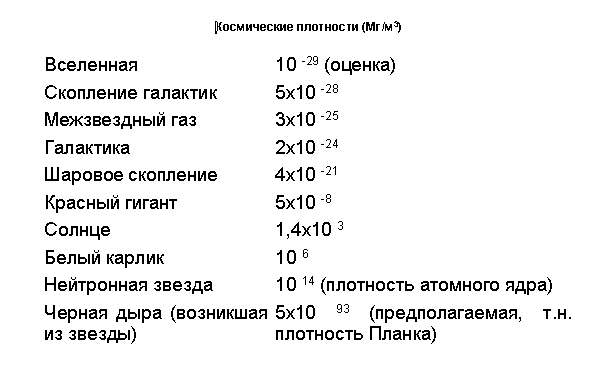 Космические плотности (Мг/м³)
Вселенная 10 ⁻²⁹ (оценка)
Скопление галактик 5x10 ⁻²⁸
Межзвездный газ 3x10 ⁻²⁵
Галактика 2x10 ⁻²⁴
Шаровое скопление 4x10 ⁻²¹
Красный гигант 5x10 ⁻⁸
Солнце 1,4x10 ³
Белый карлик 10 ⁶
Нейтронная звезда 10 ¹⁴ (плотность атомного ядра)
Черная дыра (возникшая 5x10 ⁹³ (предполагаемая, т.н.
из звезды) плотность Планка)